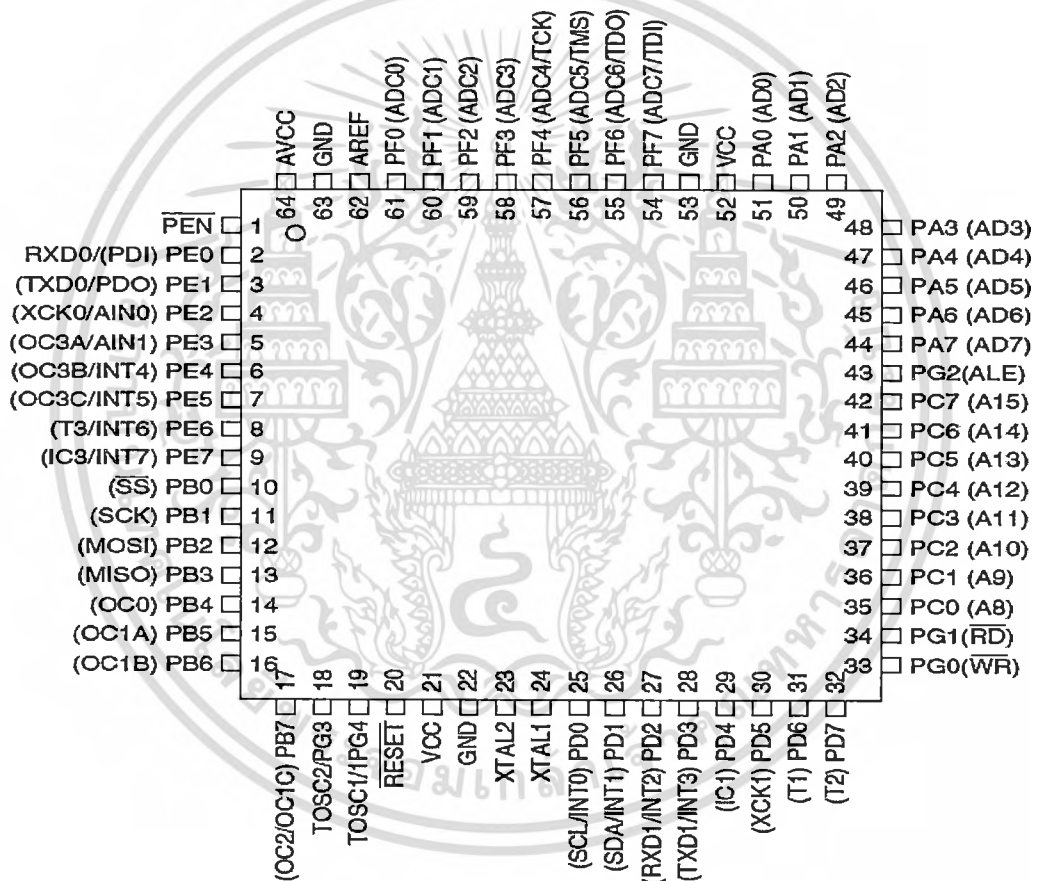 64 AVCC
63 GND
62 AREF
61 PF0 (ADC0)
60 PF1 (ADC1)
59 PF2 (ADC2)
58 PF3 (ADC3)
57 PF4 (ADC4/TCK)
56 PF5 (ADC5/TMS)
55 PF6 (ADC6/TDO)
54 PF7 (ADC7/TDI)
53 GND
52 VCC
51 PA0 (AD0)
50 PA1 (AD1)
49 PA2 (AD2)
PEN 1
RXD0/(PDI) PE0 2
(TXD0/PDO) PE1 3
(XCK0/AIN0) PE2 4
(OC3A/AIN1) PE3 5
(OC3B/INT4) PE4 6
(OC3C/INT5) PE5 7
(T3/INT6) PE6 8
(IC3/INT7) PE7 9
(SS) PB0 10
(SCK) PB1 11
(MOSI) PB2 12
(MISO) PB3 13
(OC0) PB4 14
(OC1A) PB5 15
(OC1B) PB6 16
48 PA3 (AD3)
47 PA4 (AD4)
46 PA5 (AD5)
45 PA6 (AD6)
44 PA7 (AD7)
43 PG2(ALE)
42 PC7 (A15)
41 PC6 (A14)
40 PC5 (A13)
39 PC4 (A12)
38 PC3 (A11)
37 PC2 (A10)
36 PC1 (A9)
35 PC0 (A8)
34 PG1(RD)
33 PG0(WR)
(OC2/OC1C) PB7 17
TOSC2/PG3 18
TOSC1/1PG4 19
RESET 20
VCC 21
GND 22
XTAL2 23
XTAL1 24
(SCL/INT0) PD0 25
(SDA/INT1) PD1 26
(RXD1/INT2) PD2 27
(TXD1/INT3) PD3 28
(IC1) PD4 29
(XCK1) PD5 30
(T1) PD6 31
(T2) PD7 32